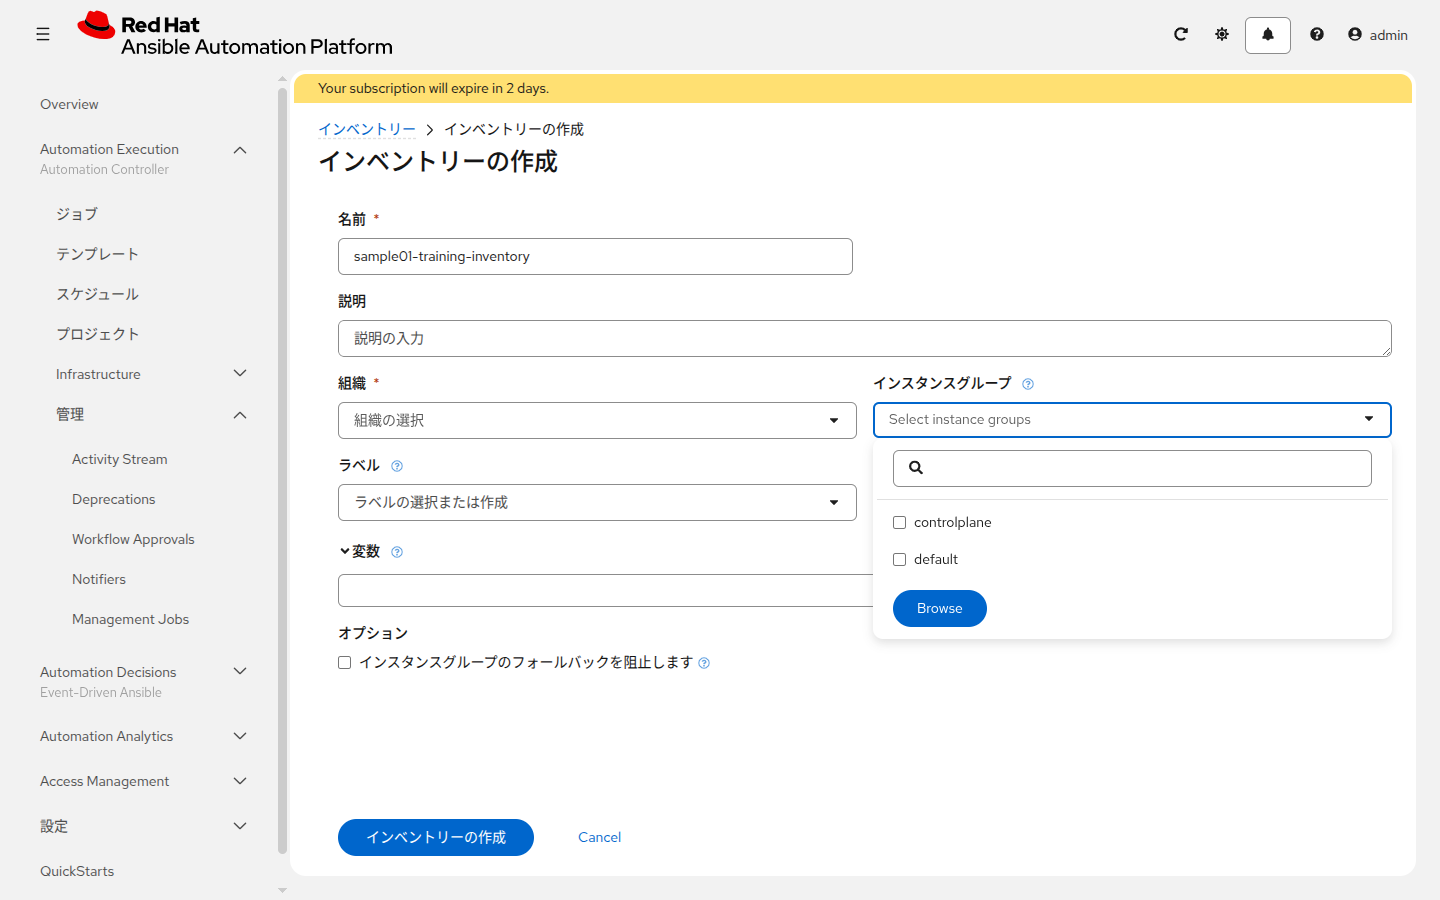 Red Hat
Ansible Automation Platform
admin
Overview
Automation Execution
Automation Controller
ジョブ
テンプレート
スケジュール
プロジェクト
Infrastructure
管理
Activity Stream
Deprecations
Workflow Approvals
Notifiers
Management Jobs
Automation Decisions
Event-Driven Ansible
Automation Analytics
Access Management
設定
QuickStarts
Your subscription will expire in 2 days.
インベントリー > インベントリーの作成
インベントリーの作成
名前 *
sample01-training-inventory
説明
説明の入力
組織 *
組織の選択
インスタンスグループ
Select instance groups
controlplane
default
Browse
ラベル
ラベルの選択または作成
変数
オプション
インスタンスグループのフォールバックを阻止します
インベントリーの作成
Cancel